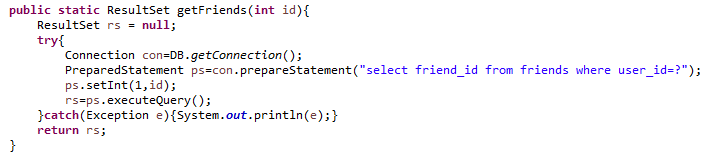 public static ResultSet getFriends(int id){
    ResultSet rs = null;
    try{
        Connection con=DB.getConnection();
        PreparedStatement ps=con.prepareStatement("select friend_id from friends where user_id=?");
        ps.setInt(1,id);
        rs=ps.executeQuery();
    }catch(Exception e){System.out.println(e);}
    return rs;
}